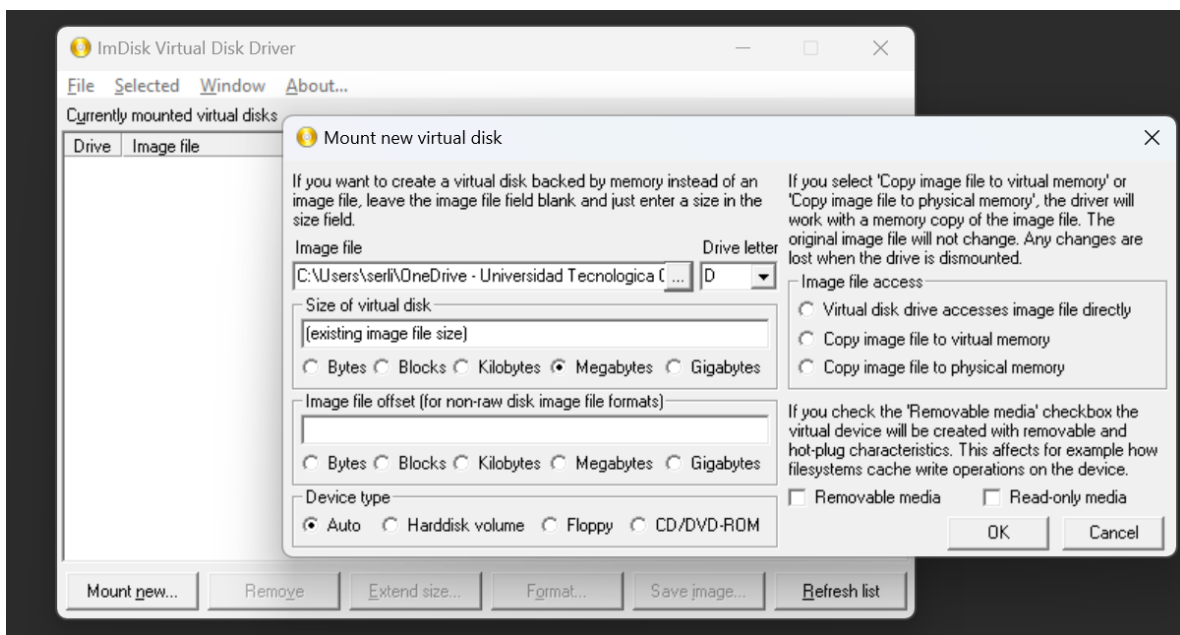 ImDisk Virtual Disk Driver
File Selected Window About...
Currently mounted virtual disks
Drive Image file
Mount new virtual disk
If you want to create a virtual disk backed by memory instead of an
image file, leave the image file field blank and just enter a size in the
size field.
Image file Drive letter
C:\Users\serli\OneDrive - Universidad Tecnologica ... D
Size of virtual disk
(existing image file size)
Bytes Blocks Kilobytes Megabytes Gigabytes
Image file offset (for non-raw disk image file formats)
Bytes Blocks Kilobytes Megabytes Gigabytes
Device type
Auto Harddisk volume Floppy CD/DVD-ROM
If you select 'Copy image file to virtual memory' or
'Copy image file to physical memory', the driver will
work with a memory copy of the image file. The
original image file will not change. Any changes are
lost when the drive is dismounted.
Image file access
Virtual disk drive accesses image file directly
Copy image file to virtual memory
Copy image file to physical memory
If you check the 'Removable media' checkbox the
virtual device will be created with removable and
hot-plug characteristics. This affects for example how
filesystems cache write operations on the device.
Removable media Read-only media
OK Cancel
Mount new... Remove Extend size... Format... Save image... Refresh list